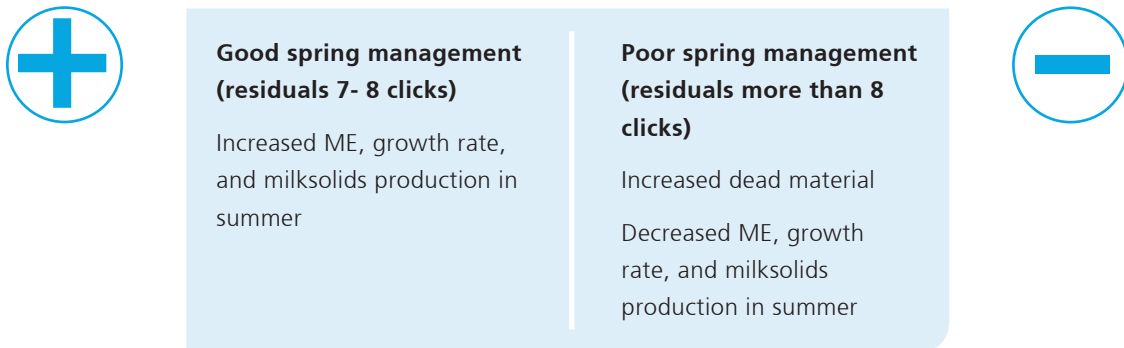 Good spring management
(residuals 7- 8 clicks)
Increased ME, growth rate,
and milksolids production in
summer
Poor spring management
(residuals more than 8
clicks)
Increased dead material
Decreased ME, growth
rate, and milksolids
production in summer